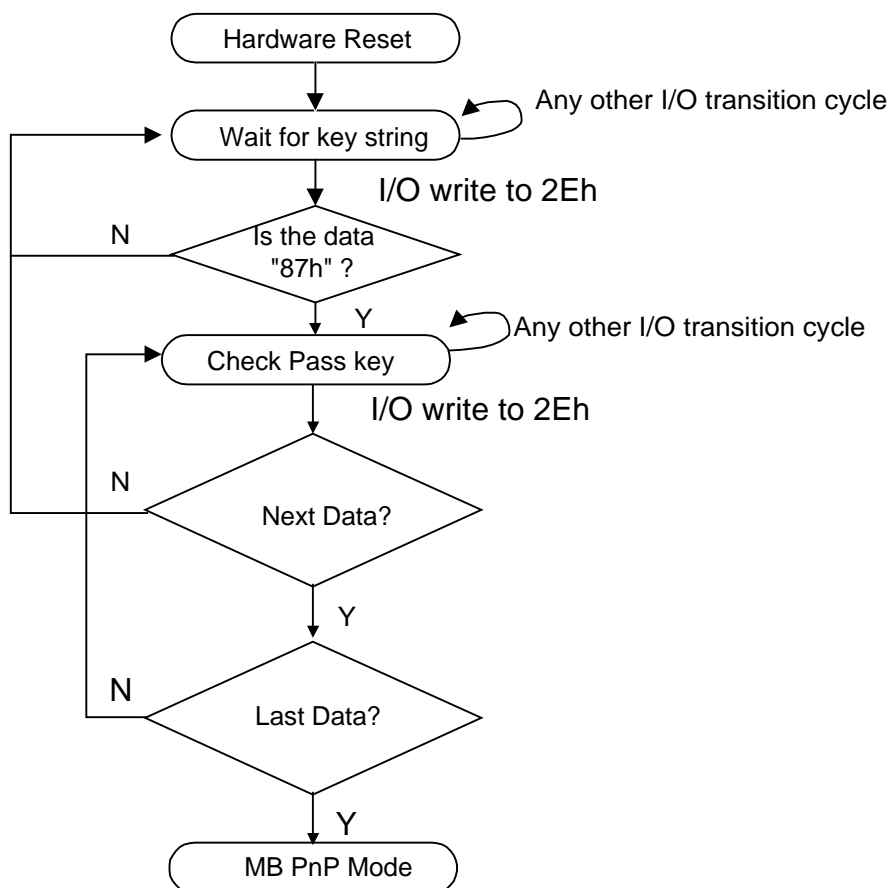 Hardware Reset
Any other I/O transition cycle
Wait for key string
I/O write to 2Eh
N
Is the data
"87h" ?
Y
Any other I/O transition cycle
Check Pass key
I/O write to 2Eh
N
Next Data?
Y
N
Last Data?
Y
MB PnP Mode